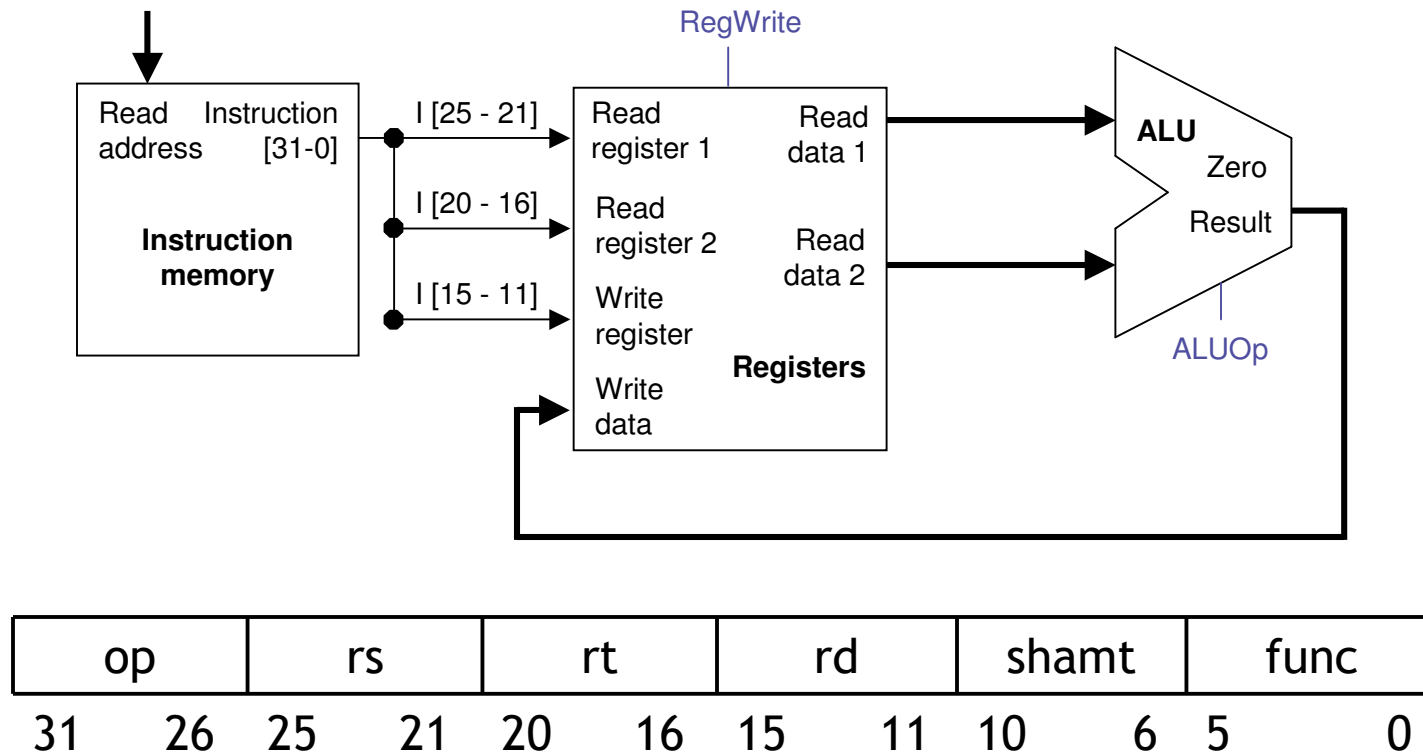 RegWrite
Read Instruction
address [31-0]
Instruction
memory
I [25 - 21]
I [20 - 16]
I [15 - 11]
Read
register 1
Read
data 1
Read
register 2
Read
data 2
Write
register
Registers
Write
data
ALU
Zero
Result
ALUOp
op rs rt rd shamt func
31 26 25 21 20 16 15 11 10 6 5 0